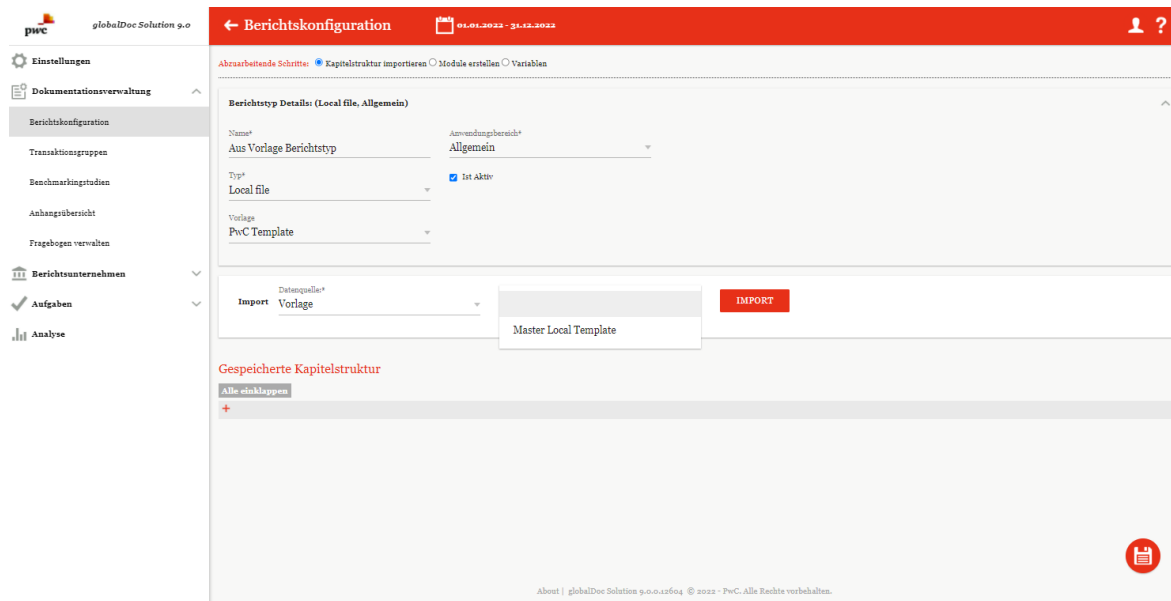 pwc
globalDoc Solution 9.0
Berichtskonfiguration
01.01.2022 - 31.12.2022
?
Einstellungen
Dokumentationsverwaltung
Berichtskonfiguration
Transaktionsgruppen
Benchmarkingstudien
Anhangsübersicht
Fragebogen verwalten
Berichtsunternehmen
Aufgaben
Analyse
Abzuarbeitende Schritte: Kapitelstruktur importieren Module erstellen Variablen
Berichtstyp Details: (Local file, Allgemein)
Name* Anwendungsbereich*
Aus Vorlage Berichtstyp Allgemein
Typ* Ist Aktiv
Local file
Vorlage
PwC Template
Datenquelle:*
Import Vorlage IMPORT
Master Local Template
Gespeicherte Kapitelstruktur
Alle einklappen
+
About | globalDoc Solution 9.0.0.12604 © 2022 - PwC. Alle Rechte vorbehalten.